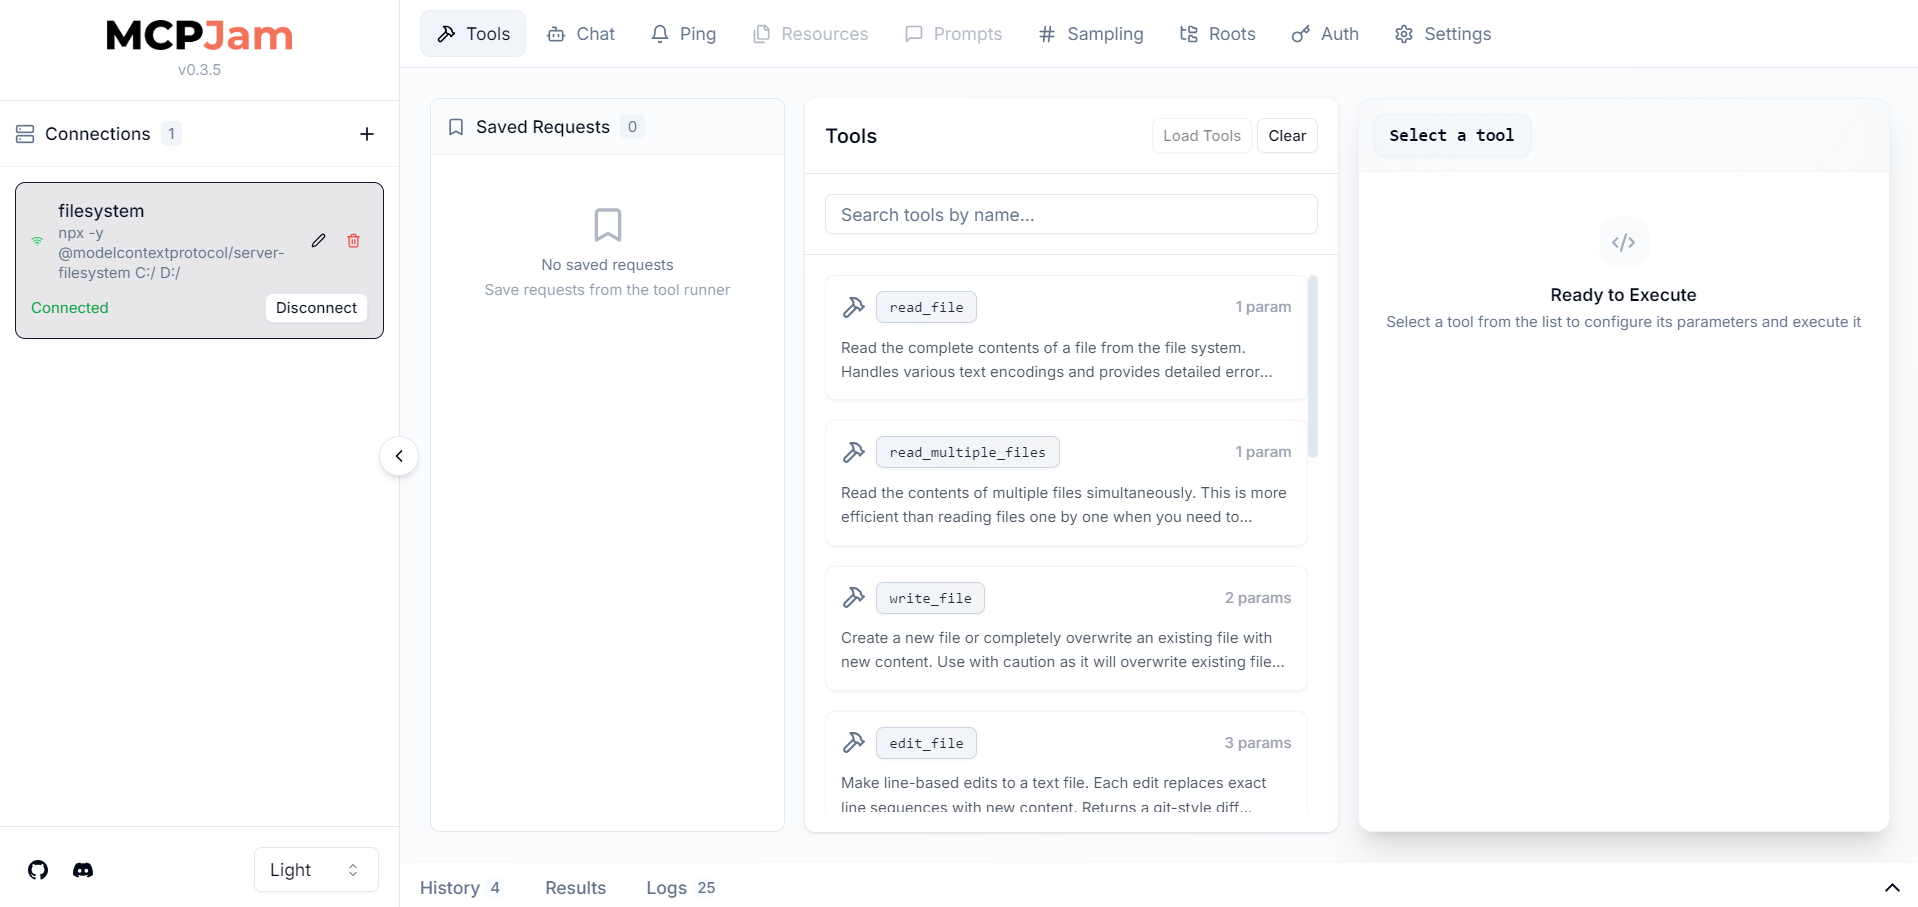 MCPJam
v0.3.5
Connections 1
filesystem
npx -y
@modelcontextprotocol/server-
filesystem C:/ D:/
Connected
Disconnect
Light
Tools
Chat
Ping
Resources
Prompts
Sampling
Roots
Auth
Settings
Saved Requests 0
No saved requests
Save requests from the tool runner
Tools
Load Tools
Clear
Search tools by name...
read_file
1 param
Read the complete contents of a file from the file system.
Handles various text encodings and provides detailed error...
read_multiple_files
1 param
Read the contents of multiple files simultaneously. This is more
efficient than reading files one by one when you need to...
write_file
2 params
Create a new file or completely overwrite an existing file with
new content. Use with caution as it will overwrite existing file...
edit_file
3 params
Make line-based edits to a text file. Each edit replaces exact
line sequences with new content. Returns a git-style diff...
Select a tool
Ready to Execute
Select a tool from the list to configure its parameters and execute it
History 4
Results
Logs 25